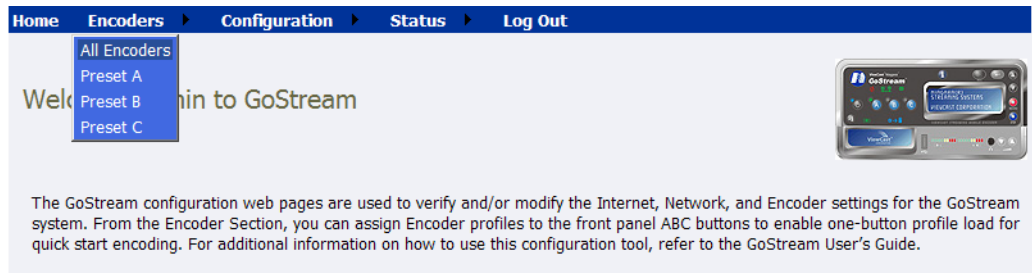 Home Encoders Configuration Status Log Out
All Encoders
Preset A
Preset B
Preset C
Wel in to GoStream
GoStream
STREAMING SYSTEMS
VIEWCAST CORPORATION
ViewCast
The GoStream configuration web pages are used to verify and/or modify the Internet, Network, and Encoder settings for the GoStream
system. From the Encoder Section, you can assign Encoder profiles to the front panel ABC buttons to enable one-button profile load for
quick start encoding. For additional information on how to use this configuration tool, refer to the GoStream User's Guide.